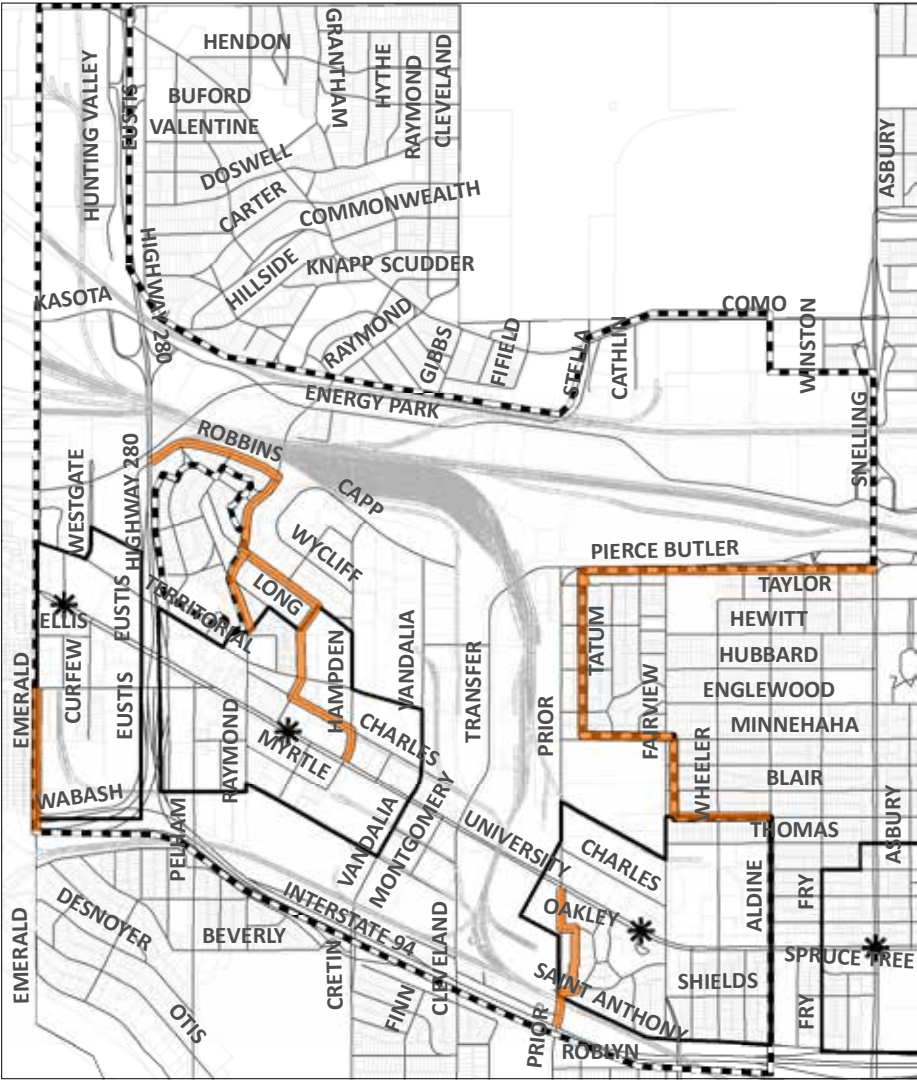 HENDON
GRANTHAM
HYTHE
RAYMOND
CLEVELAND
HUNTING VALLEY
EUSTIS
BUFORD
VALENTINE
ASBURY
DOSWELL
CARTER
COMMONWEALTH
HIGHWAY 280
HILLSIDE
KNAPP
SCUDDER
KASOTA
COMO
RAYMOND
GIBBS
FIFIELD
STELLA
CATHLIN
WINSTON
ENERGY PARK
SNELLING
ROBBINS
HIGHWAY 280
WESTGATE
CAPP
WYCLIFF
PIERCE BUTLER
TAYLOR
LONG
TERRITORIAL
EUSTIS
ELLIS
HEWITT
TATUM
HUBBARD
CURFEW
HAMPDEN
VANDALIA
TRANSFER
ENGLEWOOD
EMERALD
EUSTIS
RAYMOND
CHARLES
PRIOR
FAIRVIEW
MINNEHAHA
MYRTLE
WHEELER
BLAIR
WABASH
PELHAM
VANDALIA
MONTGOMERY
UNIVERSITY
THOMAS
ASBURY
CHARLES
ALDINE
FRY
DESNOYER
INTERSTATE 94
OAKLEY
BEVERLY
EMERALD
CRETIN
CLEVELAND
SPRUCE TREE
SAINT ANTHONY
SHIELDS
OTIS
FINN
FRY
PRIOR
ROBLYN